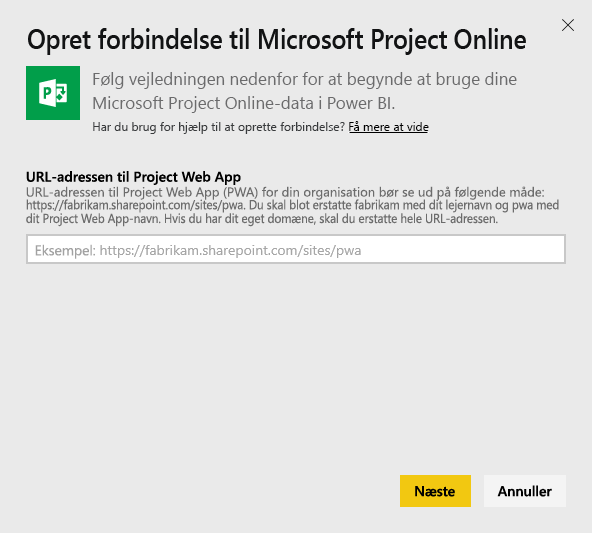 Opret forbindelse til Microsoft Project Online
Følg vejledningen nedenfor for at begynde at bruge dine
Microsoft Project Online-data i Power BI.
Har du brug for hjælp til at oprette forbindelse? Få mere at vide
URL-adressen til Project Web App
URL-adressen til Project Web App (PWA) for din organisation bør se ud på følgende måde:
https://fabrikam.sharepoint.com/sites/pwa. Du skal blot erstatte fabrikam med dit lejernavn og pwa med
dit Project Web App-navn. Hvis du har dit eget domæne, skal du erstatte hele URL-adressen.
Eksempel: https://fabrikam.sharepoint.com/sites/pwa
Næste
Annuller